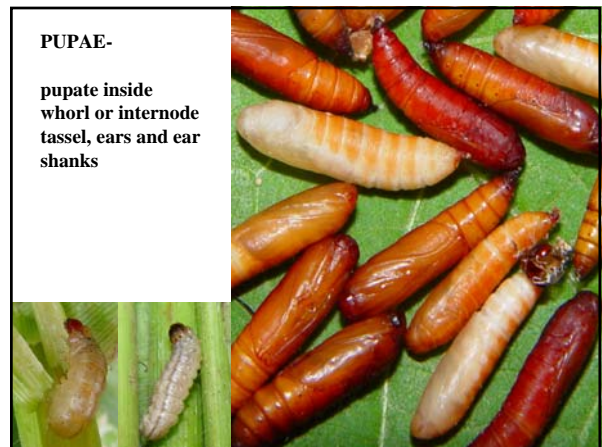 PUPAE-
pupate inside
whorl or internode
tassel, ears and ear
shanks